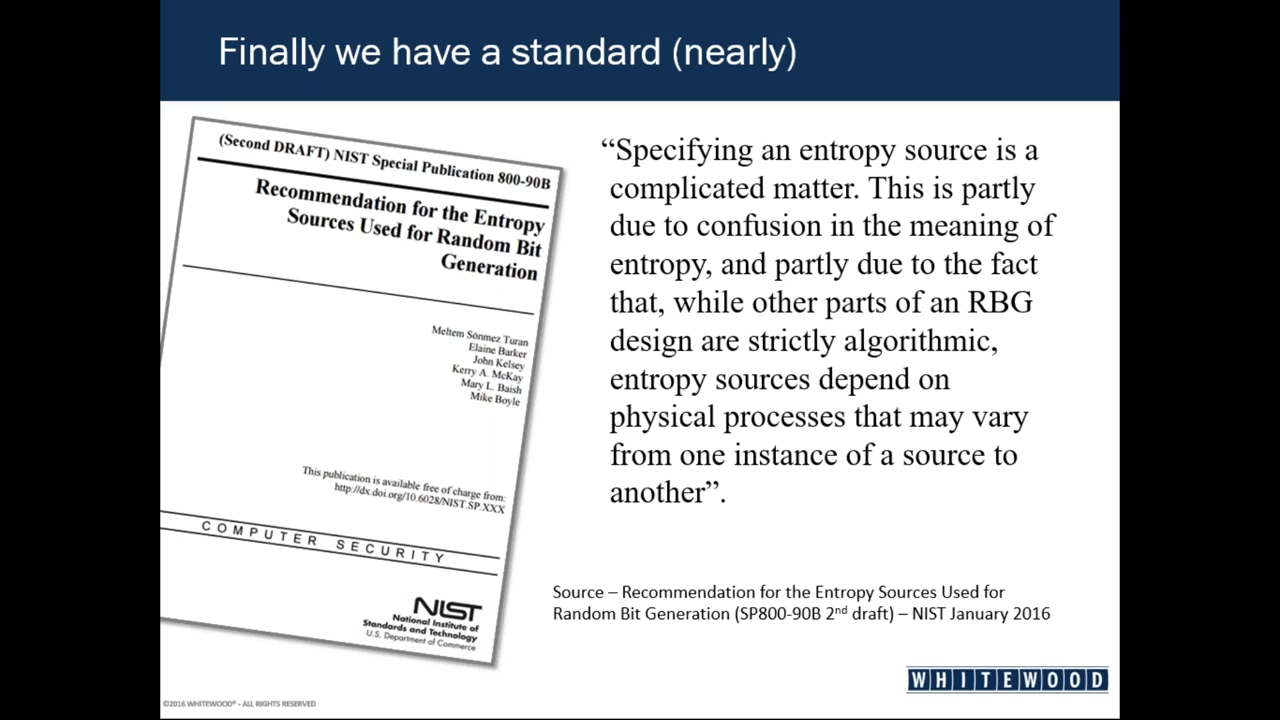 Finally we have a standard (nearly)
(Second DRAFT) NIST Special Publication 800-90B
Recommendation for the Entropy
Sources Used for Random Bit
Generation
Meltem Sönmez Turan
Elaine Barker
John Kelsey
Kerry A. McKay
Mary L. Baish
Mike Boyle
This publication is available free of charge from:
http://dx.doi.org/10.6028/NIST.SP.XXX
COMPUTER SECURITY
NIST
National Institute of
Standards and Technology
U.S. Department of Commerce
“Specifying an entropy source is a
complicated matter. This is partly
due to confusion in the meaning of
entropy, and partly due to the fact
that, while other parts of an RBG
design are strictly algorithmic,
entropy sources depend on
physical processes that may vary
from one instance of a source to
another”.
Source – Recommendation for the Entropy Sources Used for
Random Bit Generation (SP800-90B 2nd draft) – NIST January 2016
WHITEWOOD
©2016 WHITEWOOD® - ALL RIGHTS RESERVED